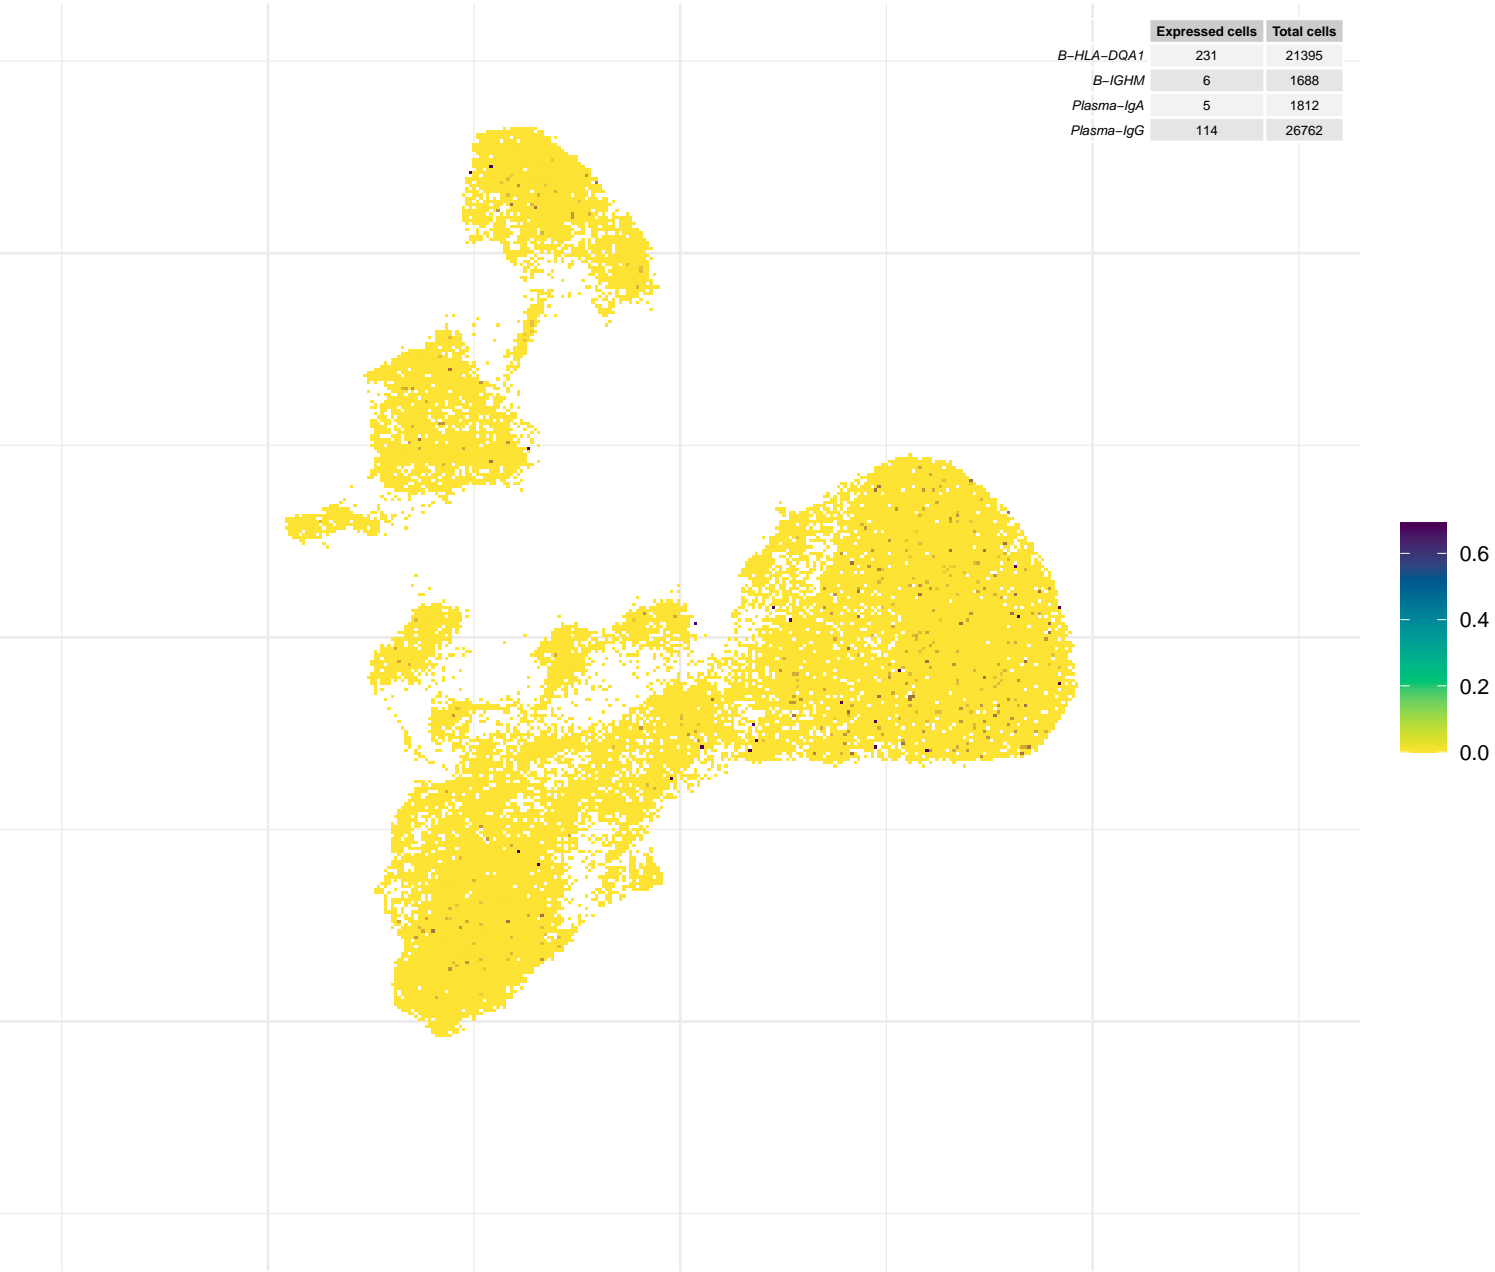 Expressed cells Total cells
B−HLA−DQA1 231 21395
B−IGHM 6 1688
Plasma−IgA 5 1812
Plasma−IgG 114 26762
0.6
0.4
0.2
0.0